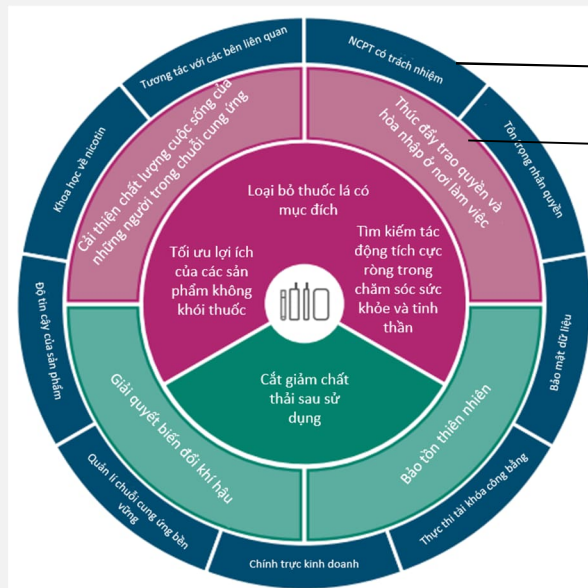 Tương tác với các bên liên quan
NCPT có trách nhiệm
Tôn trọng nhân quyền
Bảo mật dữ liệu
Thực thi tài khóa công bằng
Chính trực kinh doanh
Quản lí chuỗi cung ứng bền
vững
Độ tin cậy của sản phẩm
Khoa học về nicotin
Cải thiện chất lượng cuộc sống của
những người trong chuỗi cung ứng
Thúc đẩy trao quyền và
hòa nhập ở nơi làm việc
Bảo tồn thiên nhiên
Giải quyết biến đổi khí hậu
Loại bỏ thuốc lá có
mục đích
Tối ưu lợi ích
của các sản
phẩm không
khói thuốc
Tìm kiếm tác
động tích cực
ròng trong
chăm sóc sức
khỏe và tinh
thần
Cắt giảm chất
thải sau sử
dụng